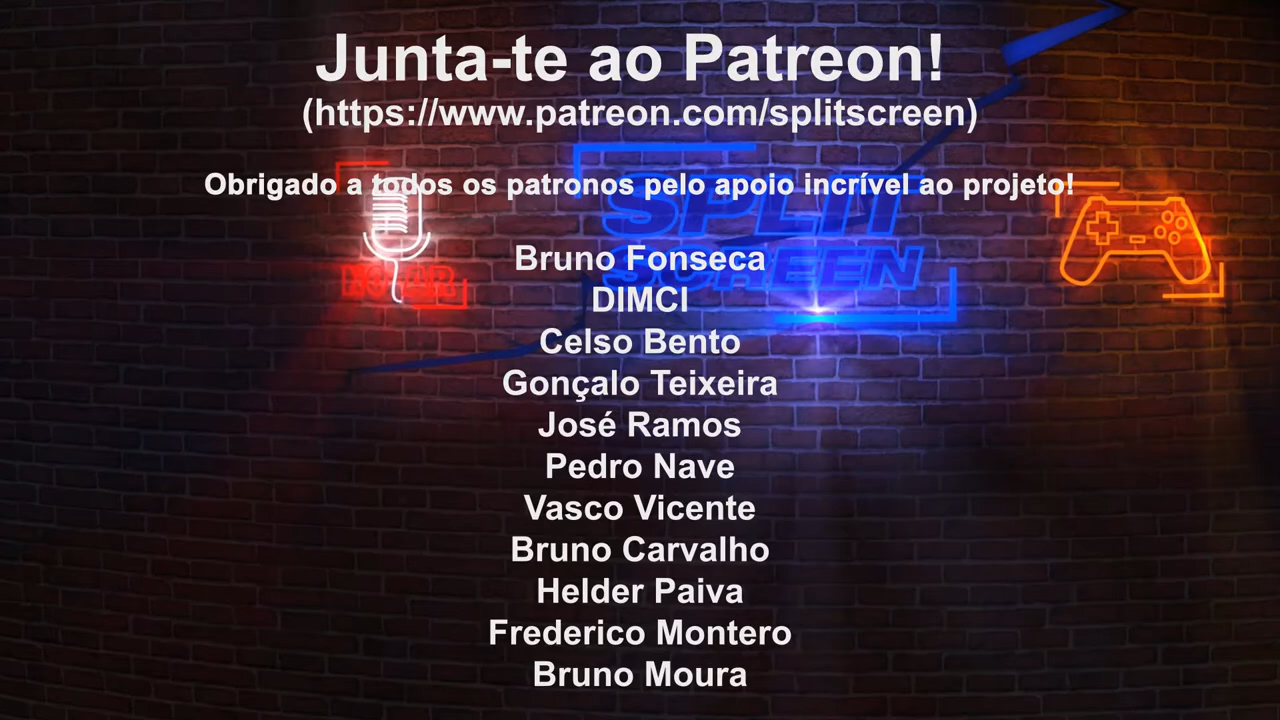 Junta-te ao Patreon!
(https://www.patreon.com/splitscreen)
Obrigado a todos os patronos pelo apoio incrível ao projeto!
SPLIT
SCREEN
Bruno Fonseca
DIMCI
Celso Bento
Gonçalo Teixeira
José Ramos
Pedro Nave
Vasco Vicente
Bruno Carvalho
Helder Paiva
Frederico Montero
Bruno Moura